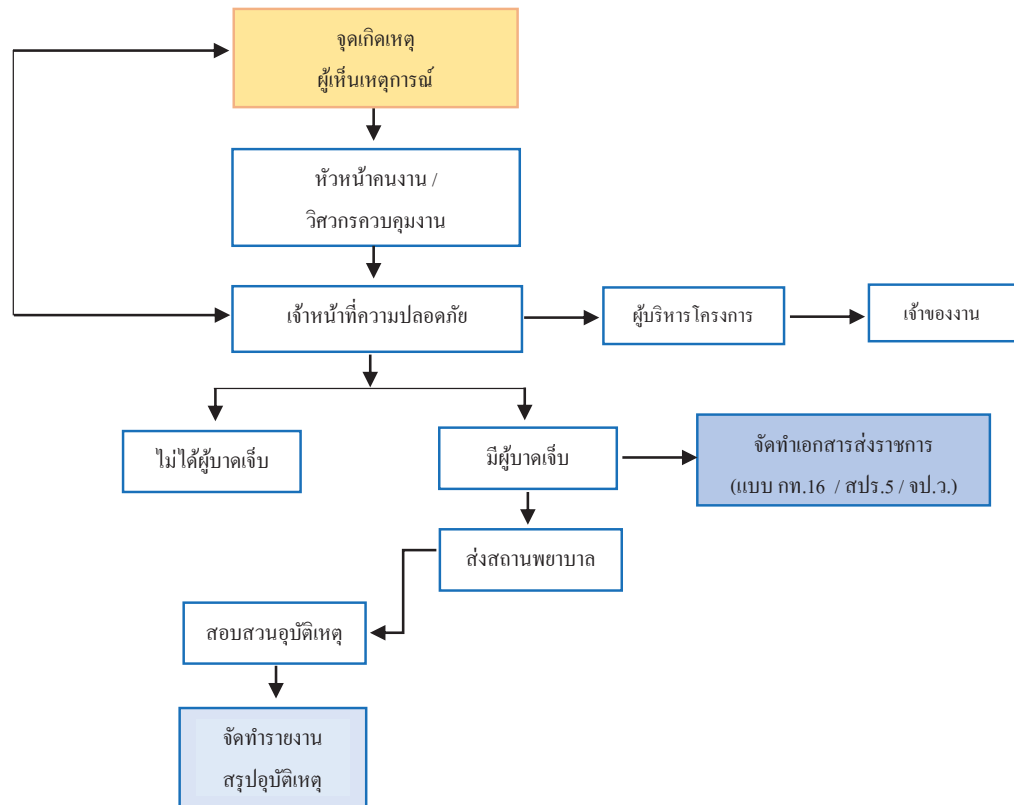 จุดเกิดเหตุ
ผู้เห็นเหตุการณ์
หัวหน้าคนงาน /
วิศวกรควบคุมงาน
เจ้าหน้าที่ความปลอดภัย
ผู้บริหารโครงการ
เจ้าของงาน
ไม่ได้ผู้บาดเจ็บ
มีผู้บาดเจ็บ
จัดทำเอกสารส่งราชการ
(แบบ กท.16 / สปร.5 / จป.ว.)
ส่งสถานพยาบาล
สอบสวนอุบัติเหตุ
จัดทำรายงาน
สรุปอุบัติเหตุ